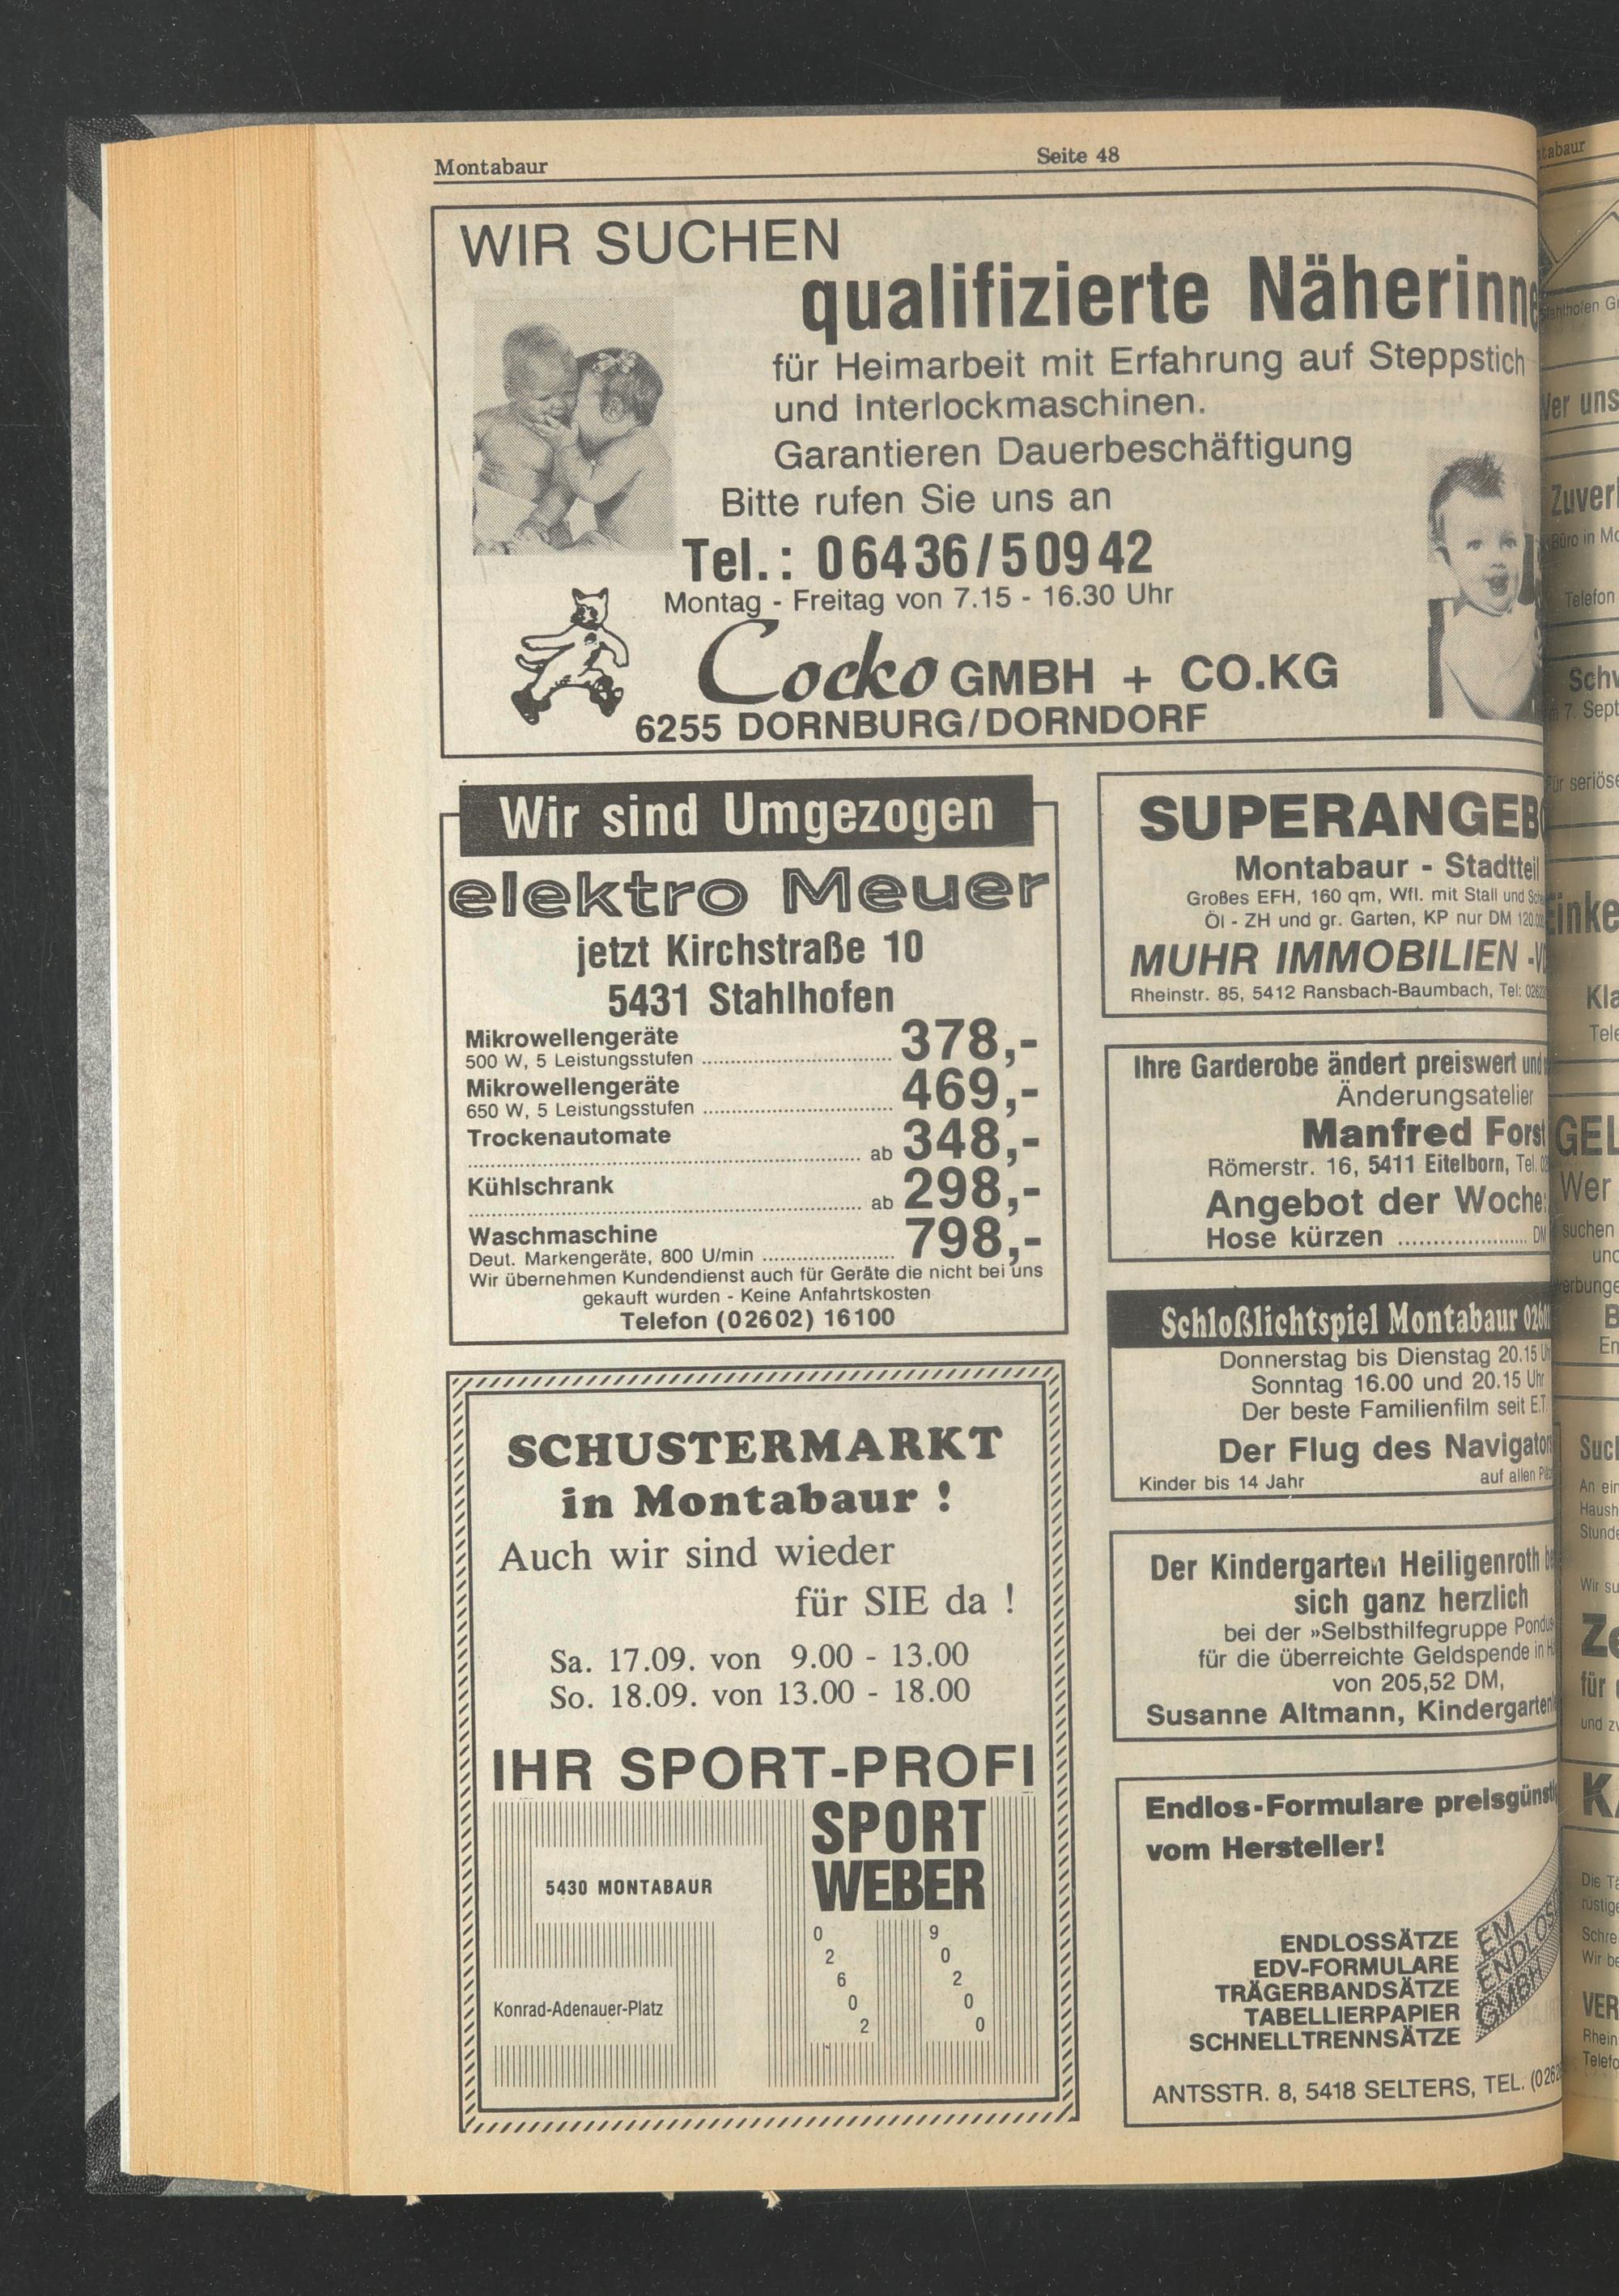 Montabaur
Seite 48
WIR SUCHEN
qualifizierte
für Heimarbeit mit Erfahrung auf Steppstich
und Interlockmaschinen.
Garantieren Dauerbeschäftigung
Bitte rufen Sie uns an
Tel.: 06436/50942
Montag - Freitag von 7.15 - 16.30 Uhr
Cocko GMBH + CO.KG
6255 DORNBURG/DORNDORF
Wir sind Umgezogen
elektro Meuer
jetzt Kirchstraße 10
5431 Stahlhofen
Mikrowellengeräte
500 W, 5 Leistungsstufen ........................ 378,-
Mikrowellengeräte
650 W, 5 Leistungsstufen ........................ 469,-
Trockenautomate
........................ ab 348,-
Kühlschrank
........................ ab 298,-
Waschmaschine
Deut. Markengeräte, 800 U/min ................ 798,-
Wir übernehmen Kundendienst auch für Geräte die nicht bei uns
gekauft wurden - Keine Anfahrtskosten
Telefon (02602) 16100
SCHUSTERMARKT
in Montabaur !
Auch wir sind wieder
für SIE da !
Sa. 17.09. von 9.00 - 13.00
So. 18.09. von 13.00 - 18.00
IHR SPORT-PROFI
SPORT
WEBER
5430 MONTABAUR
Konrad-Adenauer-Platz
02602
90200
Montabaur - Stadtteil
Großes EFH, 160 qm, Wfl. mit Stall und
Öl - ZH und gr. Garten, KP nur DM
MUHR IMMOBILIEN
Rheinstr. 85, 5412 Ransbach-Baumbach, Tel:
Ihre Garderobe ändert preiswert und
Änderungsatelier
Manfred
Römerstr. 16, 5411 Eitelborn, Tel.
Angebot der Woche:
Hose kürzen ..................... DM
Schloßlichtspiel Montabaur
Donnerstag bis Dienstag 20.15
Sonntag 16.00 und 20.15 Uhr
Der beste Familienfilm seit E.T.
Der Flug des
Kinder bis 14 Jahr
auf allen
Der Kindergarten Heiligenroth
sich ganz herzlich
bei der »Selbsthilfegruppe
für die überreichte Geldspende in
von 205,52 DM,
Susanne Altmann,
Endlos-Formulare
vom Hersteller!
ENDLOSSÄTZE
EDV-FORMULARE
TRÄGERBANDSÄTZE
TABELLIERPAPIER
SCHNELLTRENNSÄTZE
EM
ENDLOS
GMBH
ANTSSTR. 8, 5418 SELTERS, TEL.